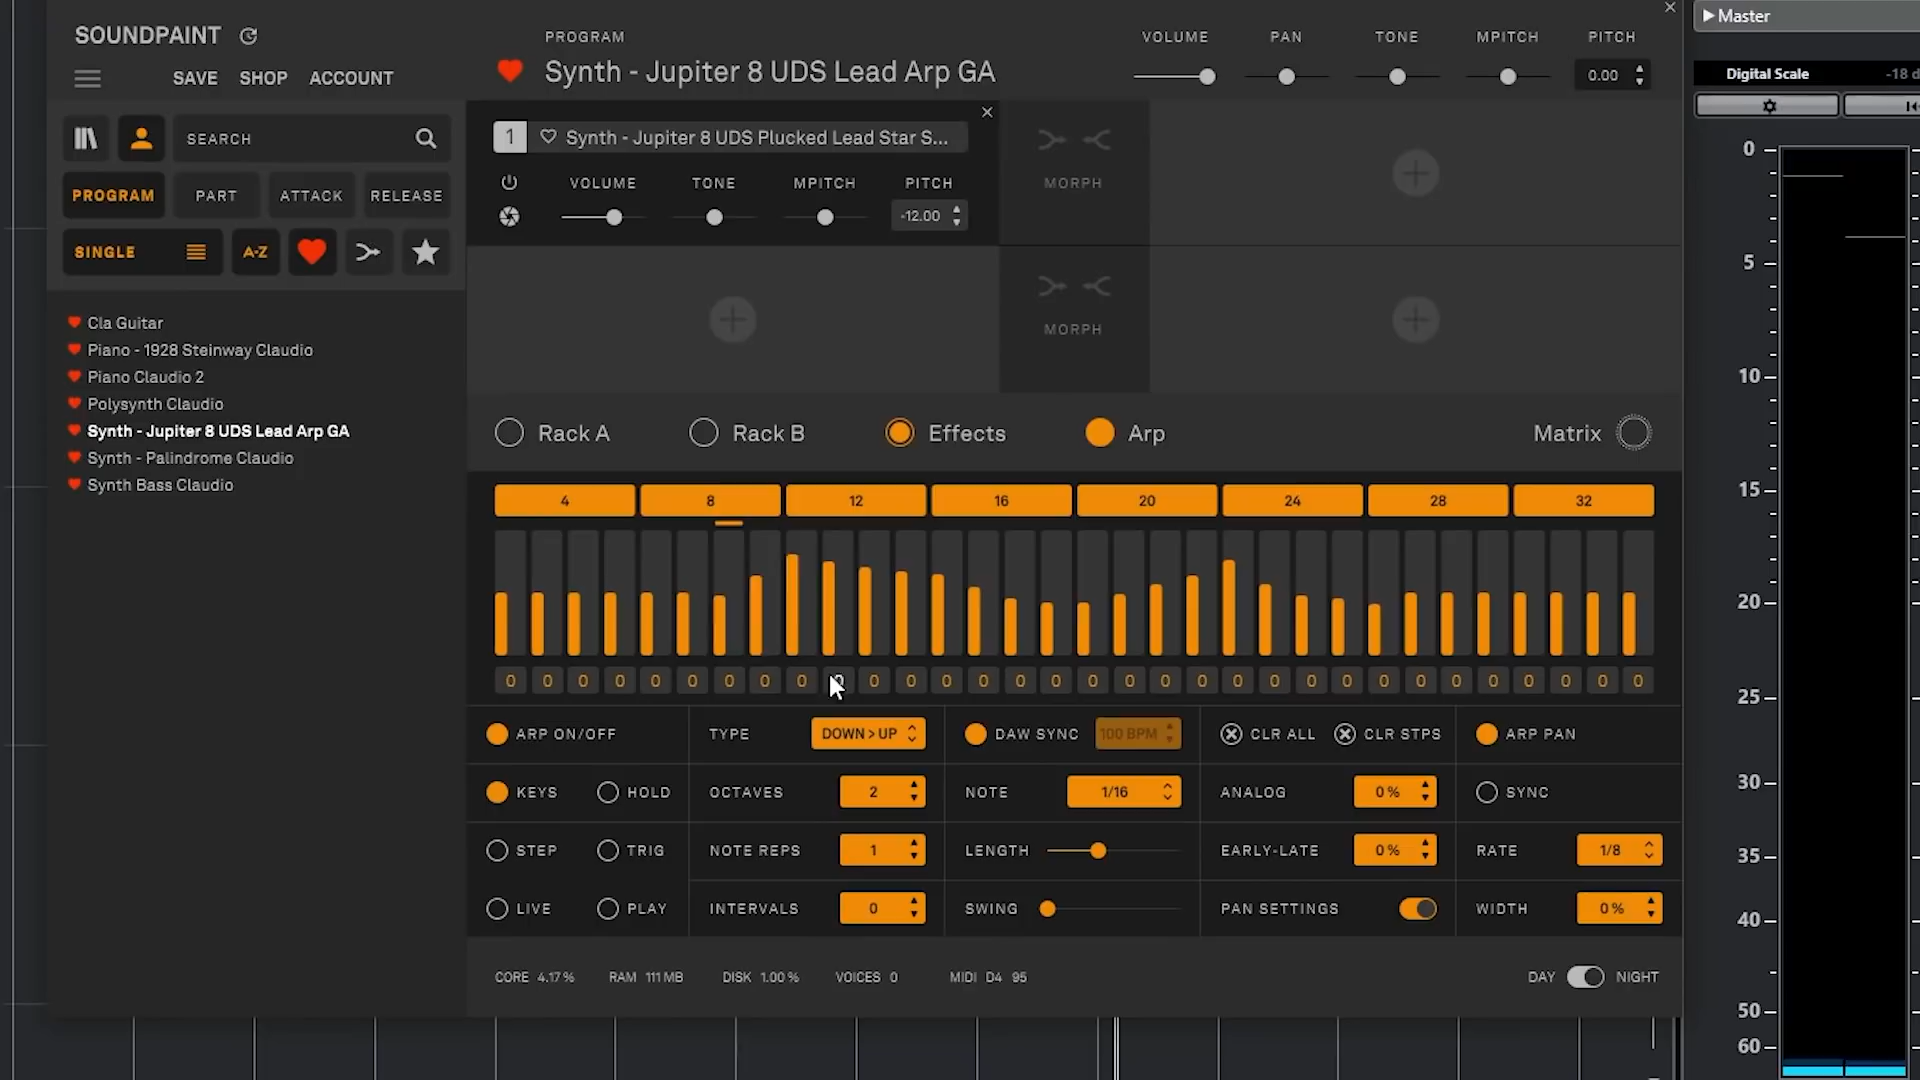 SOUNDPAINT
SAVE SHOP ACCOUNT
PROGRAM
Synth - Jupiter 8 UDS Lead Arp GA
VOLUME PAN TONE MPITCH PITCH
0.00
SEARCH
PROGRAM PART ATTACK RELEASE
SINGLE A-Z
Cla Guitar
Piano - 1928 Steinway Claudio
Piano Claudio 2
Polysynth Claudio
Synth - Jupiter 8 UDS Lead Arp GA
Synth - Palindrome Claudio
Synth Bass Claudio
1 Synth - Jupiter 8 UDS Plucked Lead Star S...
VOLUME TONE MPITCH PITCH
-12.00
MORPH
MORPH
Rack A Rack B Effects Arp Matrix
4 8 12 16 20 24 28 32
0 0 0 0 0 0 0 0 0 0 0 0 0 0 0 0 0 0 0 0 0 0 0 0 0 0 0 0 0 0 0
ARP ON/OFF TYPE DOWN > UP DAW SYNC 100 BPM CLR ALL CLR STPS ARP PAN
KEYS HOLD OCTAVES 2 NOTE 1/16 ANALOG 0 % SYNC
STEP TRIG NOTE REPS 1 LENGTH EARLY-LATE 0 % RATE 1/8
LIVE PLAY INTERVALS 0 SWING PAN SETTINGS WIDTH 0 %
CORE 4.17 % RAM 111 MB DISK 1.00 % VOICES 0 MIDI D4 95 DAY NIGHT
Master
Digital Scale -18 d
0
5
10
15
20
25
30
35
40
50
60